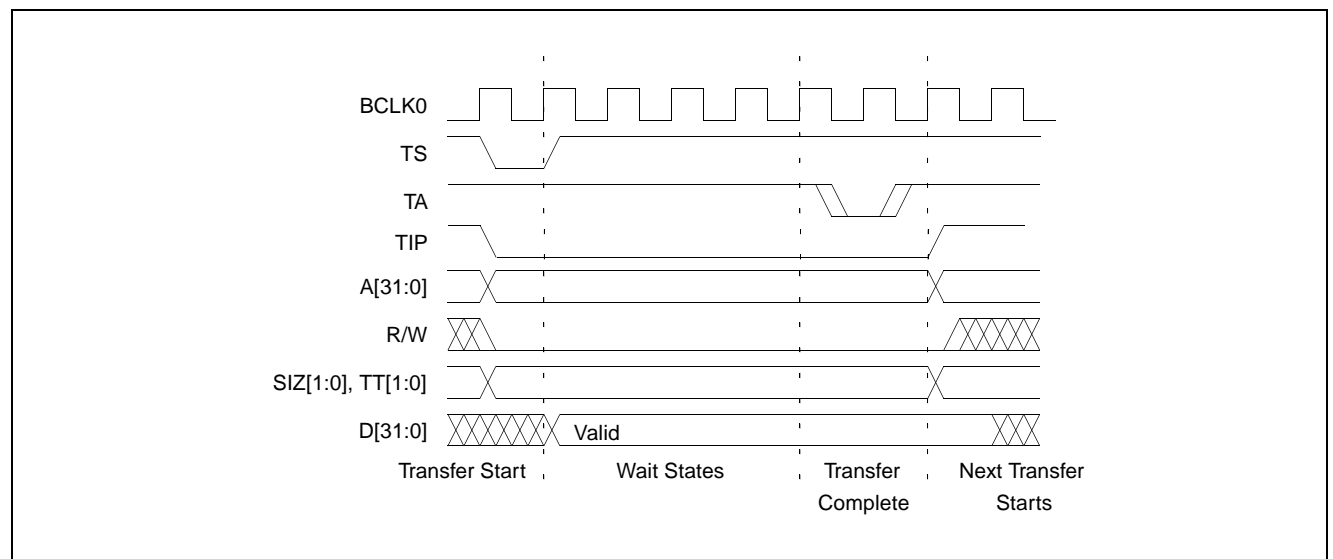 BCLK0
TS
TA
TIP
A[31:0]
R/W
SIZ[1:0], TT[1:0]
D[31:0] Valid
Transfer Start Wait States Transfer Next Transfer
Complete Starts